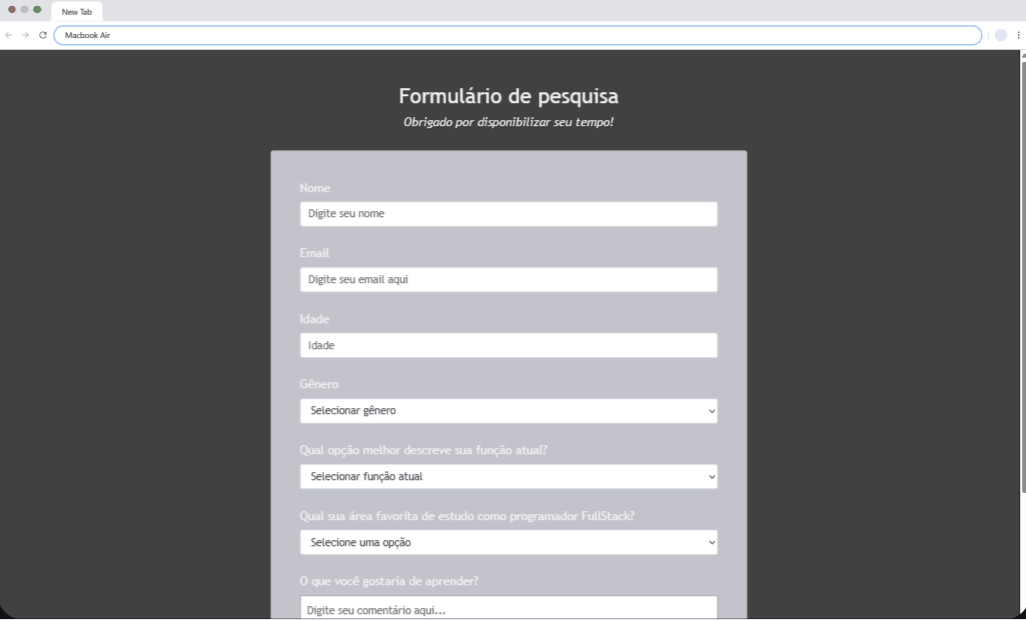 New Tab
Macbook Air
Formulário de pesquisa
Obrigado por disponibilizar seu tempo!
Nome
Digite seu nome
Email
Digite seu email aqui
Idade
Idade
Gênero
Selecionar gênero
Qual opção melhor descreve sua função atual?
Selecionar função atual
Qual sua área favorita de estudo como programador FullStack?
Selecione uma opção
O que você gostaria de aprender?
Digite seu comentário aqui...